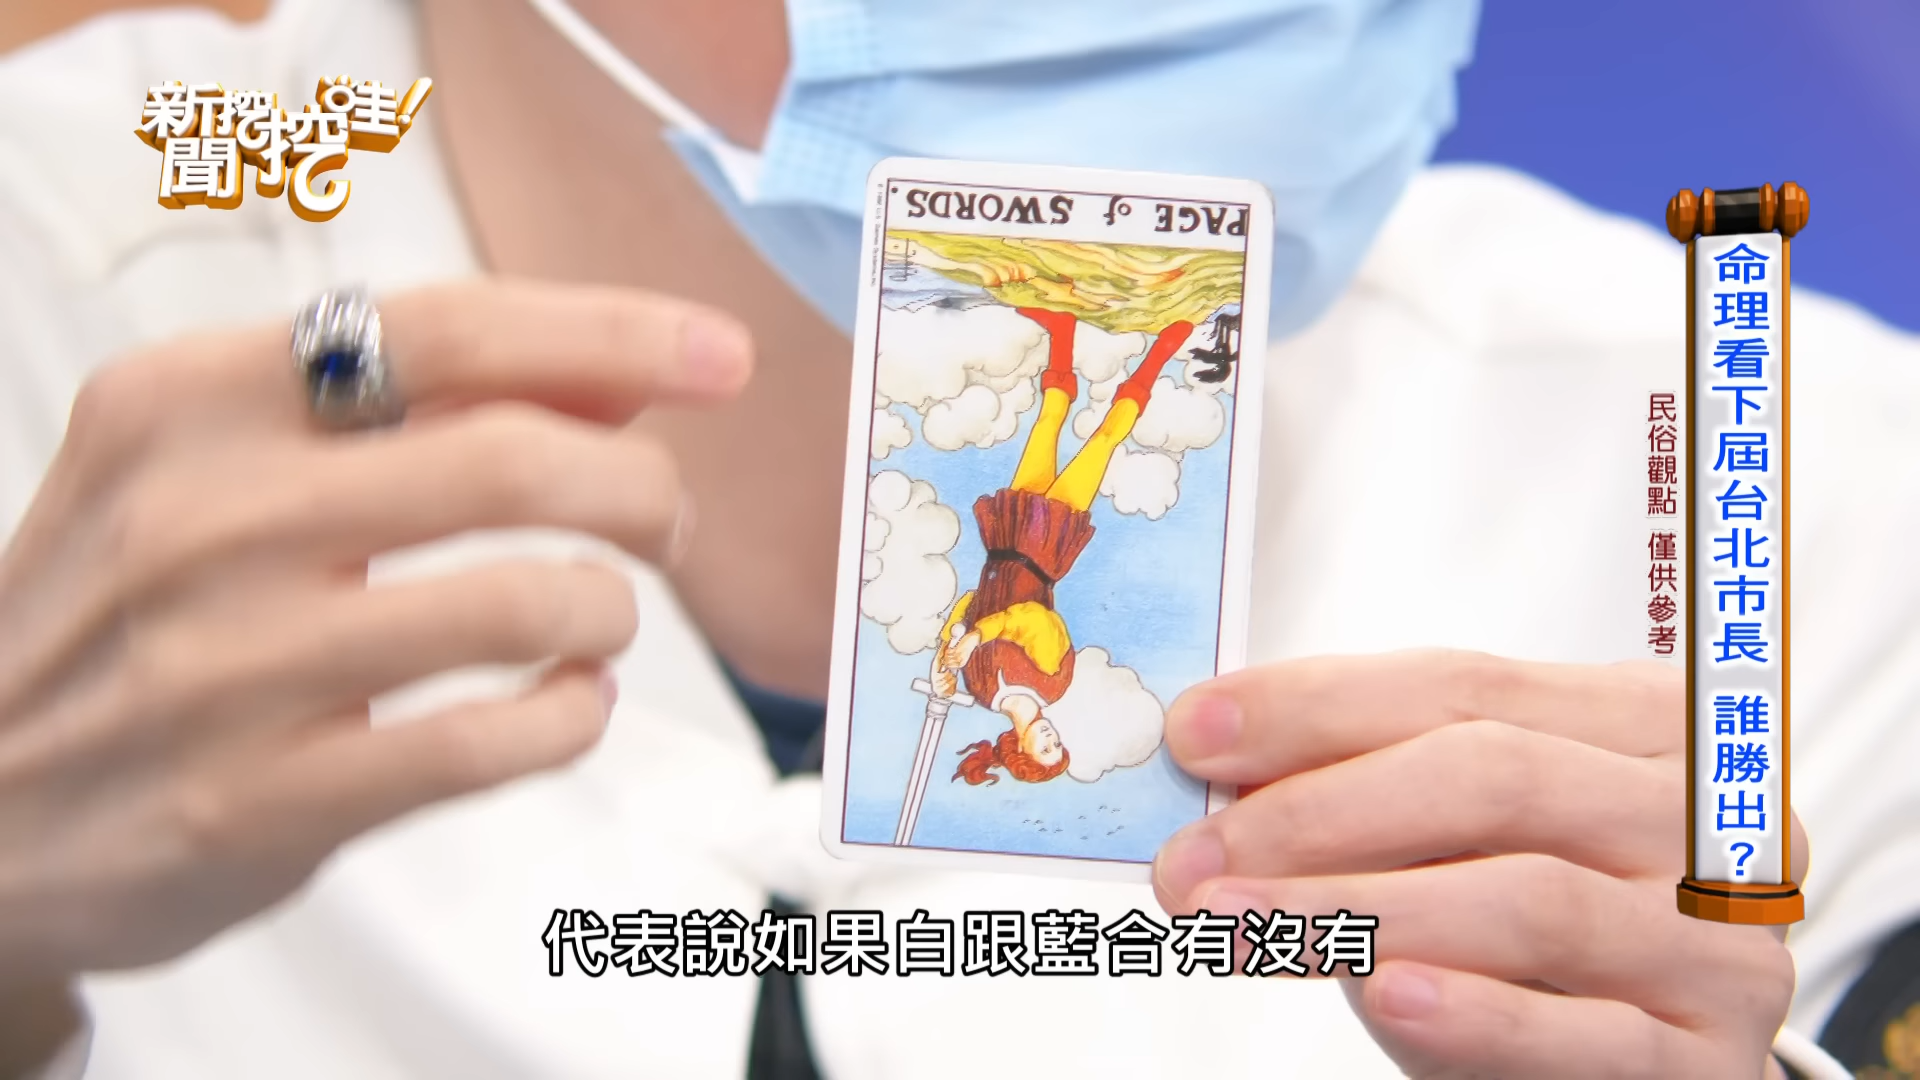 新聞挖挖哇!
PAGE of SWORDS
命理看下屆台北市長 誰勝出?
民俗觀點 僅供參考
代表說如果白跟藍合有沒有